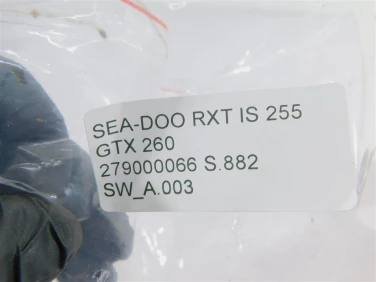 SEA-DOO RXT IS 255
GTX 260
279000066 S.882
SW_A.003